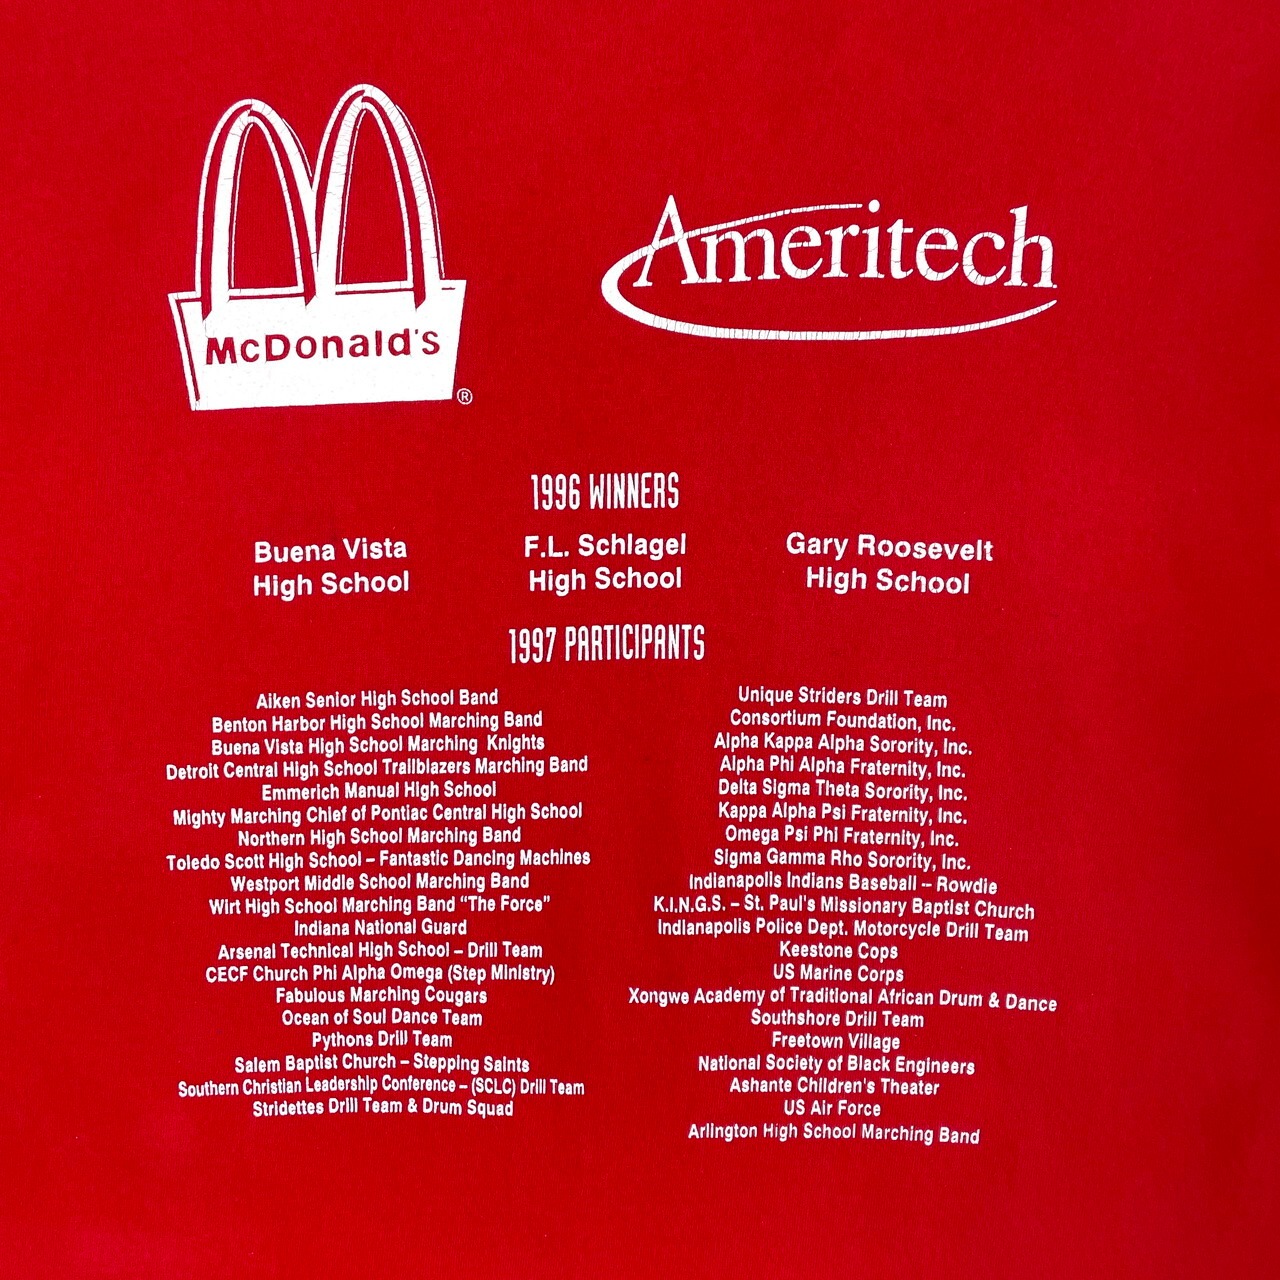 McDonald's
®
Ameritech
1996 WINNERS
Buena Vista
High School
F.L. Schlagel
High School
Gary Roosevelt
High School
1997 PARTICIPANTS
Aiken Senior High School Band
Benton Harbor High School Marching Band
Buena Vista High School Marching Knights
Detroit Central High School Trailblazers Marching Band
Emmerich Manual High School
Mighty Marching Chief of Pontiac Central High School
Northern High School Marching Band
Toledo Scott High School – Fantastic Dancing Machines
Westport Middle School Marching Band
Wirt High School Marching Band “The Force”
Indiana National Guard
Arsenal Technical High School – Drill Team
CECF Church Phi Alpha Omega (Step Ministry)
Fabulous Marching Cougars
Ocean of Soul Dance Team
Pythons Drill Team
Salem Baptist Church – Stepping Saints
Southern Christian Leadership Conference – (SCLC) Drill Team
Stridettes Drill Team & Drum Squad
Unique Striders Drill Team
Consortium Foundation, Inc.
Alpha Kappa Alpha Sorority, Inc.
Alpha Phi Alpha Fraternity, Inc.
Delta Sigma Theta Sorority, Inc.
Kappa Alpha Psi Fraternity, Inc.
Omega Psi Phi Fraternity, Inc.
Sigma Gamma Rho Sorority, Inc.
Indianapolis Indians Baseball -- Rowdie
K.I.N.G.S. – St. Paul's Missionary Baptist Church
Indianapolis Police Dept. Motorcycle Drill Team
Keestone Cops
US Marine Corps
Xongwe Academy of Traditional African Drum & Dance
Southshore Drill Team
Freetown Village
National Society of Black Engineers
Ashante Children's Theater
US Air Force
Arlington High School Marching Band